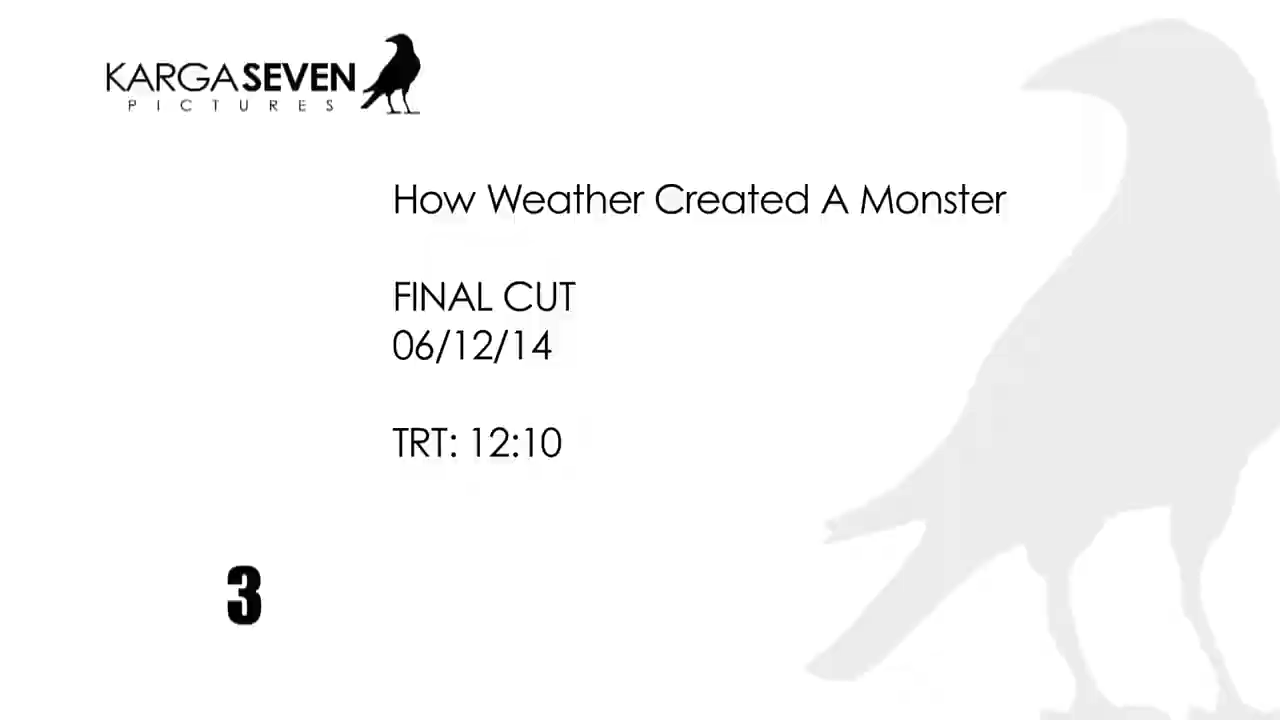 KARGASEVEN
PICTURES
How Weather Created A Monster
FINAL CUT
06/12/14
TRT: 12:10
3